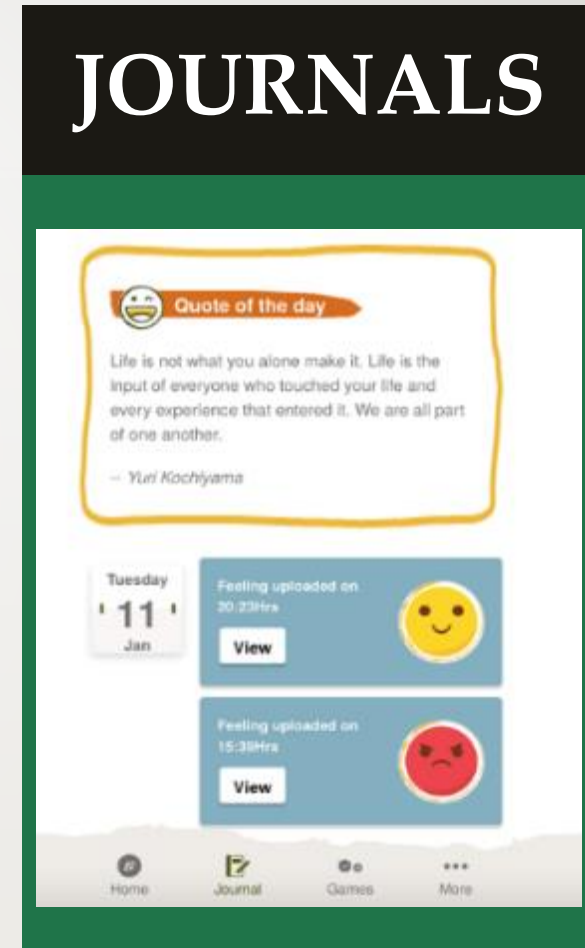 JOURNALS
Quote of the day
Life is not what you alone make it. Life is the
input of everyone who touched your life and
every experience that entered it. We are all part
of one another.
– Yuri Kochiyama
Tuesday
11
Jan
Feeling uploaded on
20:23Hrs
View
Feeling uploaded on
15:39Hrs
View
Home
Journal
Games
More